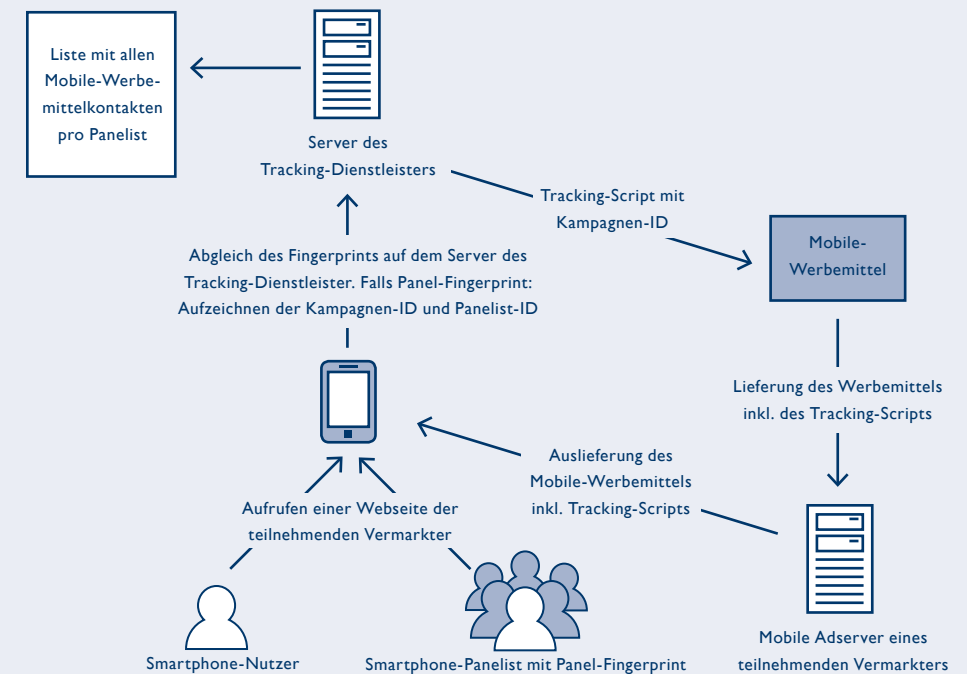 Liste mit allen
Mobile-Werbe-
mittelkontakten
pro Panelist
Server des
Tracking-Dienstleisters
Tracking-Script mit
Kampagnen-ID
Mobile-
Werbemittel
Abgleich des Fingerprints auf dem Server des
Tracking-Dienstleister. Falls Panel-Fingerprint:
Aufzeichnen der Kampagnen-ID und Panelist-ID
Lieferung des Werbemittels
inkl. des Tracking-Scripts
Auslieferung des
Mobile-Werbemittels
inkl. Tracking-Scripts
Aufrufen einer Webseite der
teilnehmenden Vermarkter
Smartphone-Nutzer
Smartphone-Panelist mit Panel-Fingerprint
Mobile Adserver eines
teilnehmenden Vermarkters